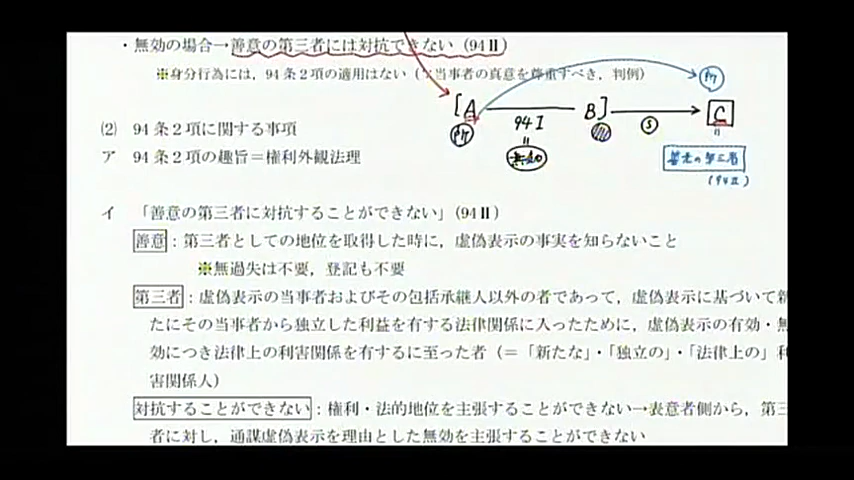 ・無効の場合→善意の第三者には対抗できない（94Ⅱ）
※身分行為には，94条2項の適用はない（∵当事者の真意を尊重すべき，判例）
所
[A
B]
C
94Ⅰ
=
無効
S
所
=
善意の第三者
(94Ⅱ)
⑵ 94条2項に関する事項
ア 94条2項の趣旨＝権利外観法理
イ 「善意の第三者に対抗することができない」（94Ⅱ）
善意：第三者としての地位を取得した時に，虚偽表示の事実を知らないこと
※無過失は不要，登記も不要
第三者：虚偽表示の当事者およびその包括承継人以外の者であって，虚偽表示に基づいて新
たにその当事者から独立した利益を有する法律関係に入ったために，虚偽表示の有効・無
効につき法律上の利害関係を有するに至った者（＝「新たな」・「独立の」・「法律上の」利
害関係人）
対抗することができない：権利・法的地位を主張することができない→表意者側から，第三
者に対し，通謀虚偽表示を理由とした無効を主張することができない